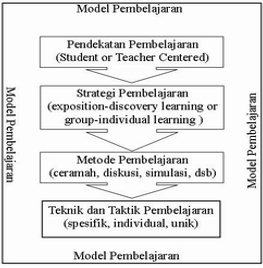 Model Pembelajaran
Pendekatan Pembelajaran
(Student or Teacher Centered)
Strategi Pembelajaran
(exposition-discovery learning or
group-individual learning )
Metode Pembelajaran
(ceramah, diskusi, simulasi, dsb)
Teknik dan Taktik Pembelajaran
(spesifik, individual, unik)
Model Pembelajaran
Model Pembelajaran
Model Pembelajaran